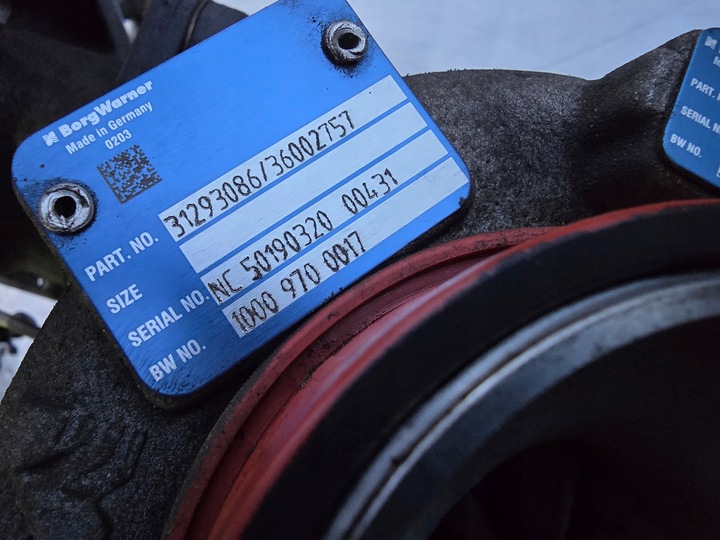 BorgWarner
Made in Germany
0203
PART. NO. 31293086/36002757
SIZE
SERIAL NO. NC 50190320 00431
BW NO. 1000 970 0017
PART.
SERIAL
BW NO.